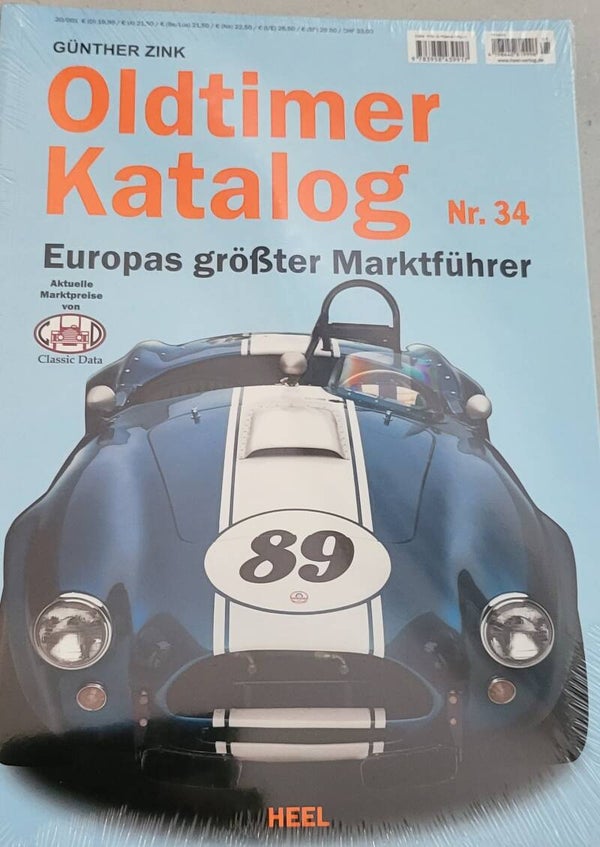 GÜNTHER ZINK
Oldtimer
Katalog
Nr. 34
Europas größter Marktführer
Aktuelle
Marktpreise
von
Classic Data
89
HEEL